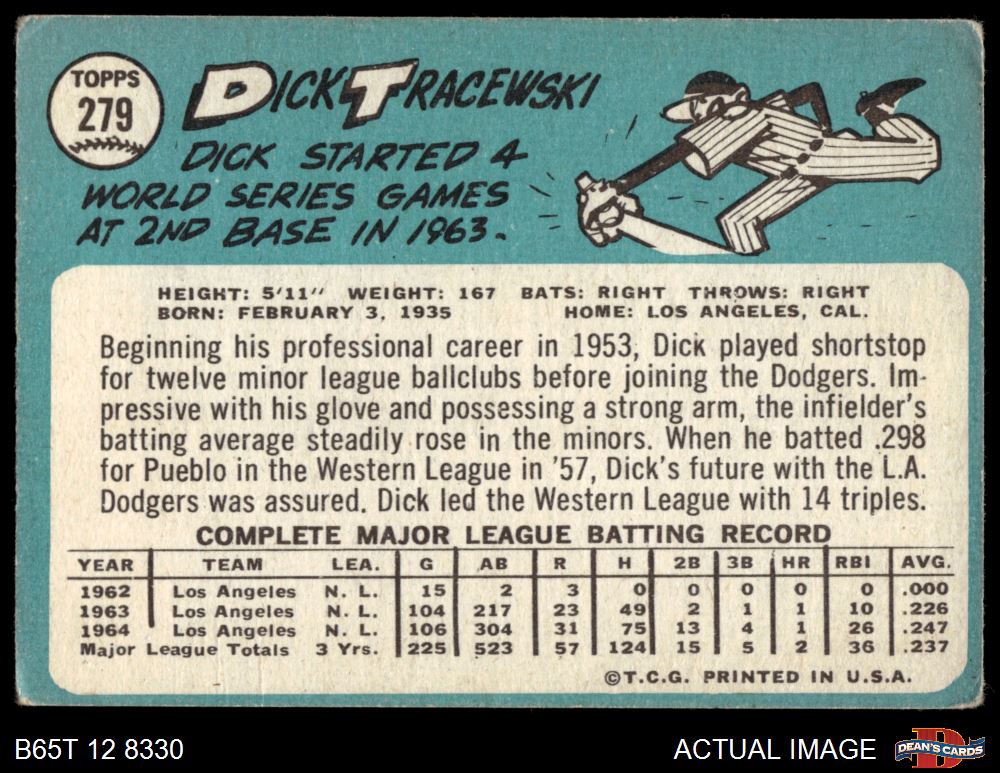 TOPPS
279
DICK TRACEWSKI
DICK STARTED 4
WORLD SERIES GAMES
AT 2ND BASE IN 1963.
HEIGHT: 5'11" WEIGHT: 167 BATS: RIGHT THROWS: RIGHT
BORN: FEBRUARY 3, 1935 HOME: LOS ANGELES, CAL.
Beginning his professional career in 1953, Dick played shortstop
for twelve minor league ballclubs before joining the Dodgers. Im-
pressive with his glove and possessing a strong arm, the infielder's
batting average steadily rose in the minors. When he batted .298
for Pueblo in the Western League in '57, Dick's future with the L.A.
Dodgers was assured. Dick led the Western League with 14 triples.
COMPLETE MAJOR LEAGUE BATTING RECORD
YEAR TEAM LEA. G AB R H 2B 3B HR RBI AVG.
1962 Los Angeles N. L. 15 2 3 0 0 0 0 0 .000
1963 Los Angeles N. L. 104 217 23 49 2 1 1 10 .226
1964 Los Angeles N. L. 106 304 31 75 13 4 1 26 .247
Major League Totals 3 Yrs. 225 523 57 124 15 5 2 36 .237
©T.C.G. PRINTED IN U.S.A.
B65T 12 8330 ACTUAL IMAGE D DEAN'S CARDS